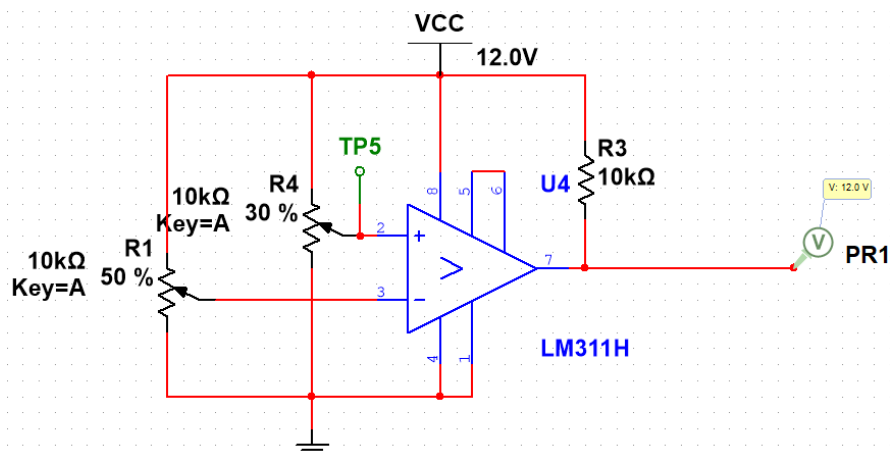 VCC
12.0V
TP5
R3
10kΩ
8
5
6
U4
V: 12.0 V
10kΩ
Key=A
R4
30 %
2
+
V
PR1
R1
10kΩ
50 %
Key=A
7
3
−
LM311H
4
1